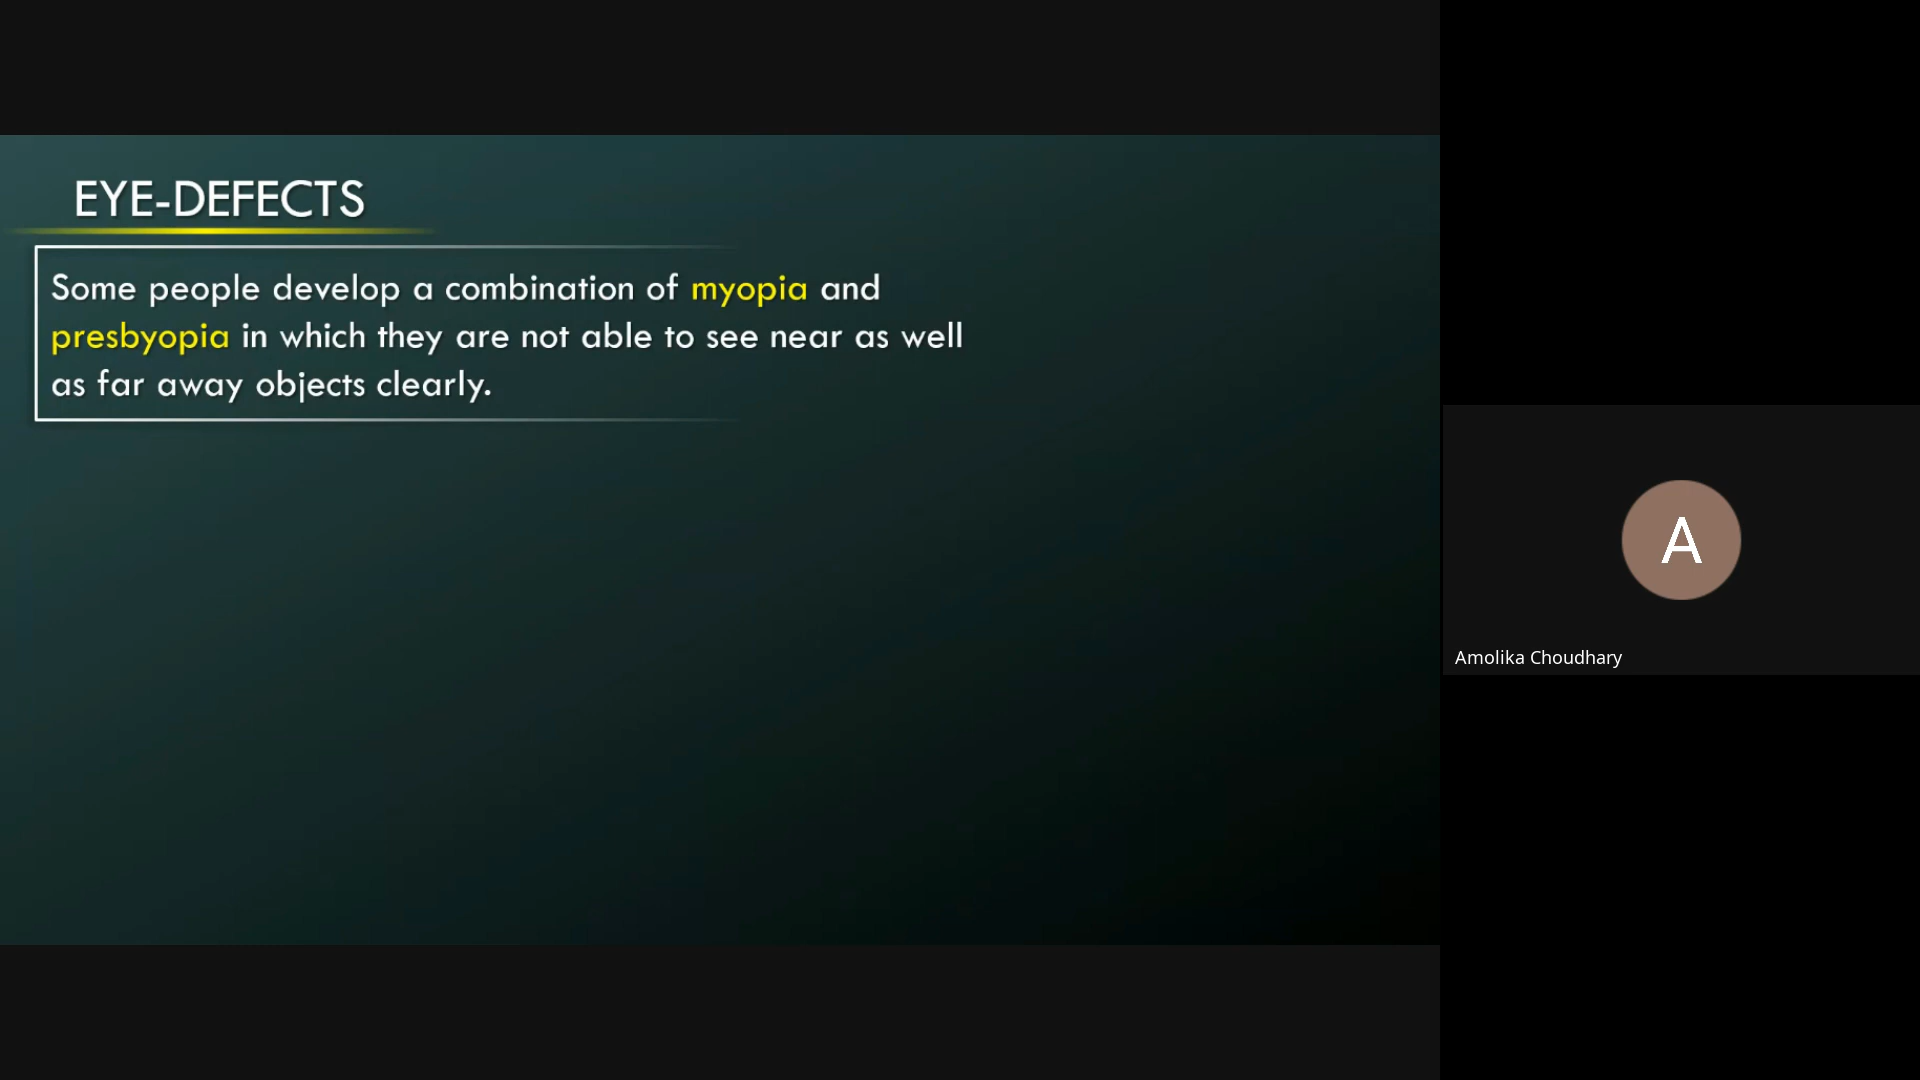 EYE-DEFECTS
Some people develop a combination of myopia and
presbyopia in which they are not able to see near as well
as far away objects clearly.
A
Amolika Choudhary